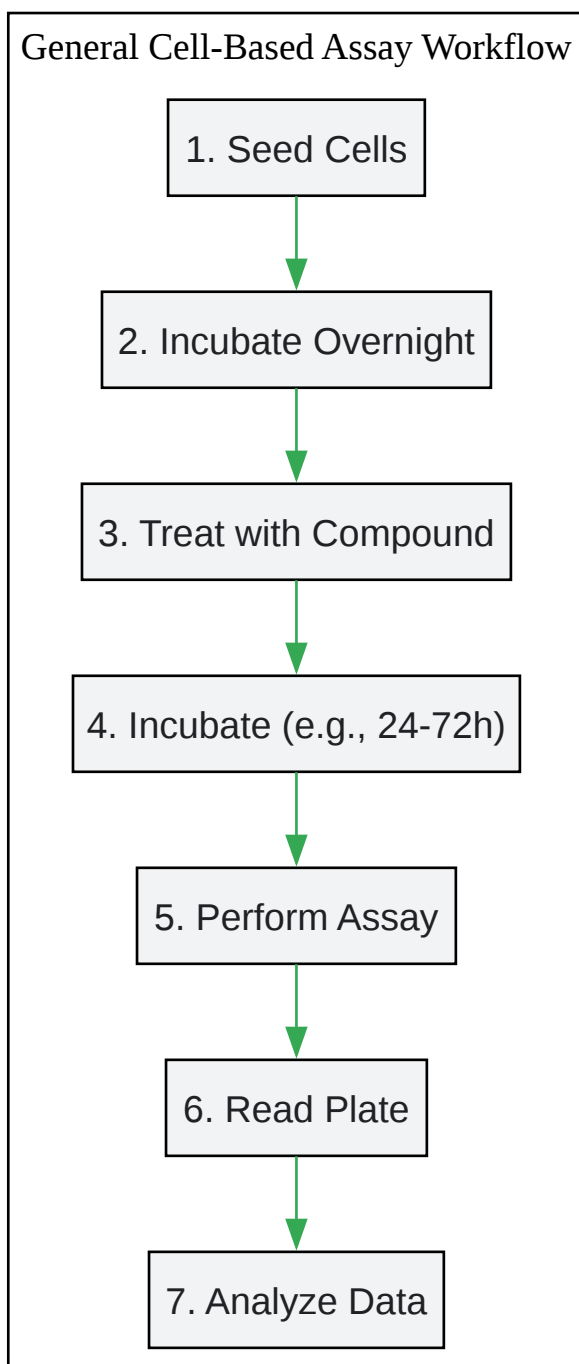 General Cell-Based Assay Workflow
1. Seed Cells
2. Incubate Overnight
3. Treat with Compound
4. Incubate (e.g., 24-72h)
5. Perform Assay
6. Read Plate
7. Analyze Data